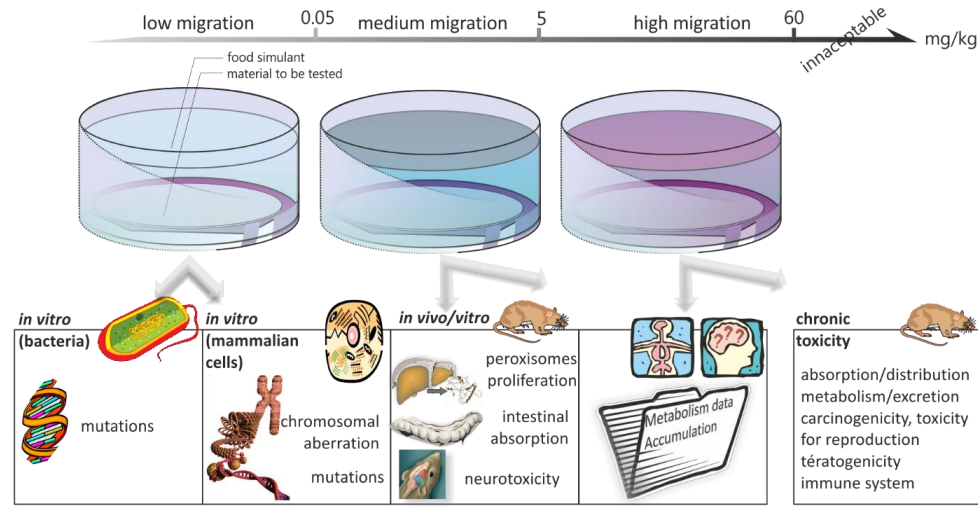 low migration 0.05 medium migration 5 high migration 60 innaceptable mg/kg
food simulant
material to be tested
in vitro
(bacteria)
mutations
in vitro
(mammalian
cells)
chromosomal
aberration
mutations
in vivo/vitro
peroxisomes
proliferation
intestinal
absorption
neurotoxicity
???
Metabolism data
Accumulation
chronic
toxicity
absorption/distribution
metabolism/excretion
carcinogenicity, toxicity
for reproduction
tératogenicity
immune system